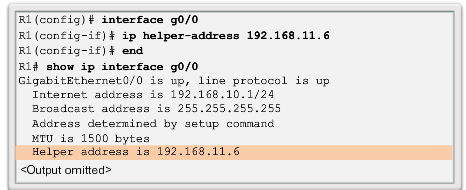 R1(config)# interface g0/0
R1(config-if)# ip helper-address 192.168.11.6
R1(config-if)# end
R1# show ip interface g0/0
GigabitEthernet0/0 is up, line protocol is up
Internet address is 192.168.10.1/24
Broadcast address is 255.255.255.255
Address determined by setup command
MTU is 1500 bytes
Helper address is 192.168.11.6
<Output omitted>